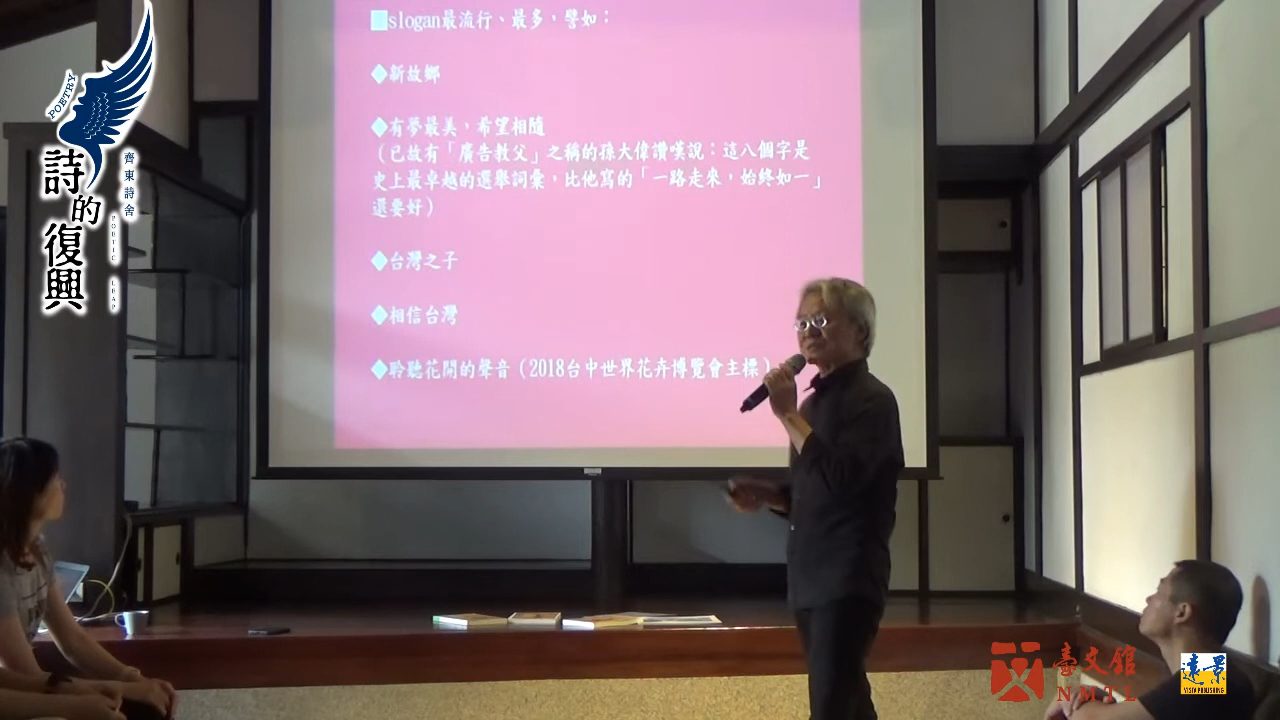 POETRY
詩的復興
齊東詩舍
POETIC LEAP
slogan最流行、最多，譬如：
◆新故鄉
◆有夢最美，希望相隨
（已故有「廣告教父」之稱的孫大偉讚嘆說：這八個字是
史上最卓越的選舉詞彙，比他寫的「一路走來，始終如一」
還要好）
◆台灣之子
◆相信台灣
◆聆聽花開的聲音（2018台中世界花卉博覽會主標）
臺文館
NMTL
遠景
VISTA PUBLISHING